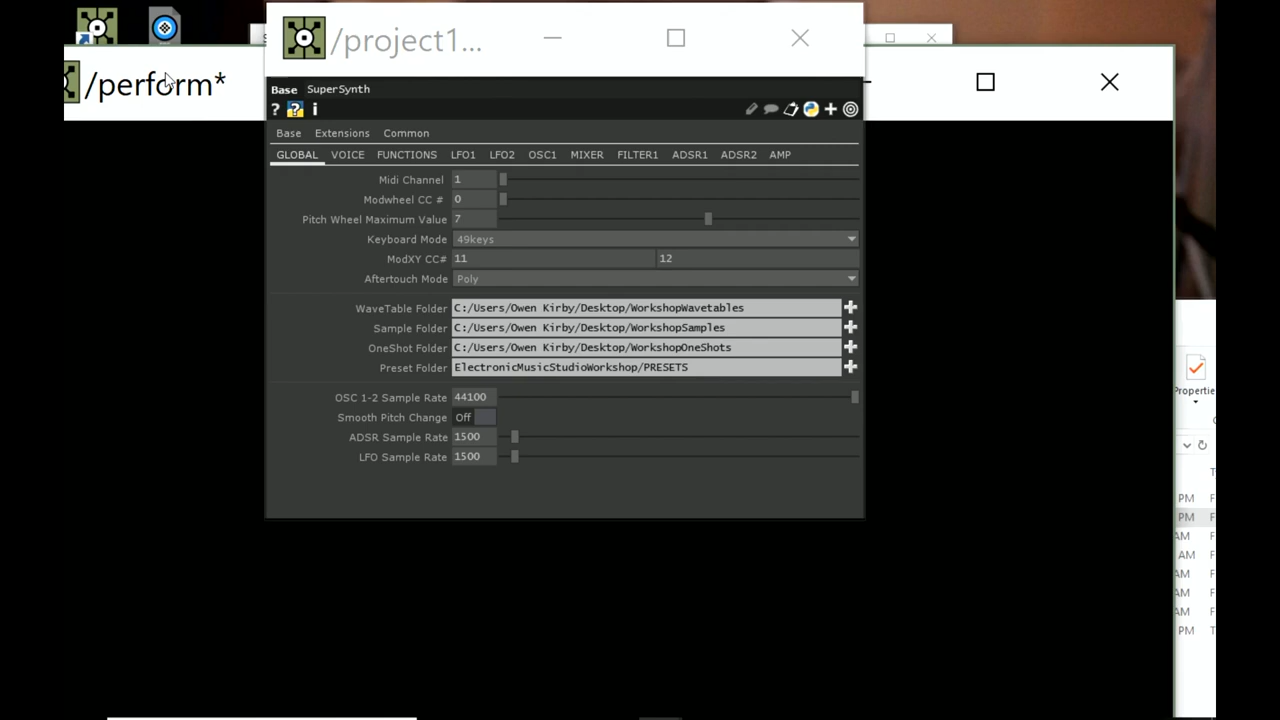 /project1...
/perform*
Base SuperSynth
? ? i
Base Extensions Common
GLOBAL VOICE FUNCTIONS LFO1 LFO2 OSC1 MIXER FILTER1 ADSR1 ADSR2 AMP
Midi Channel 1
Modwheel CC # 0
Pitch Wheel Maximum Value 7
Keyboard Mode 49keys
ModXY CC# 11 12
Aftertouch Mode Poly
WaveTable Folder C:/Users/Owen Kirby/Desktop/WorkshopWavetables
Sample Folder C:/Users/Owen Kirby/Desktop/WorkshopSamples
OneShot Folder C:/Users/Owen Kirby/Desktop/WorkshopOneShots
Preset Folder ElectronicMusicStudioWorkshop/PRESETS
OSC 1-2 Sample Rate 44100
Smooth Pitch Change Off
ADSR Sample Rate 1500
LFO Sample Rate 1500
Properties
PM F
PM F
AM F
AM F
AM F
AM F
AM F
PM T